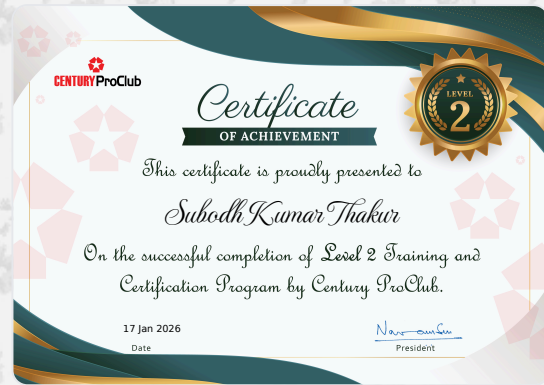 CENTURY ProClub
LEVEL
2
Certificate
OF ACHIEVEMENT
This certificate is proudly presented to
Subodh Kumar Thakur
On the successful completion of Level 2 Training and
Certification Program by Century ProClub.
17 Jan 2026
Date
President